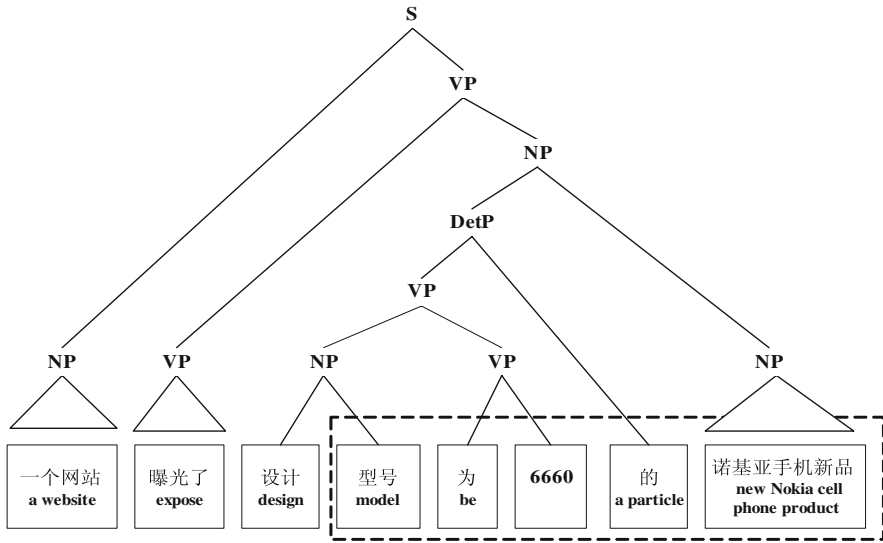 S
VP
NP
DetP
VP
NP
VP
NP
VP
NP
一个网站
a website
曝光了
expose
设计
design
型号
model
为
be
6660
的
a particle
诺基亚手机新品
new Nokia cell
phone product